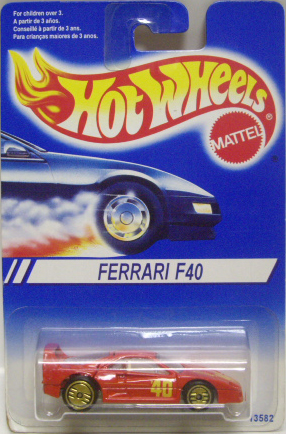 For children over 3.
A partir de 3 años.
Conseillé à partir de 3 ans.
Para crianças maiores de 3 anos.
HOT WHEELS®
MATTEL
FERRARI F40
40
13582